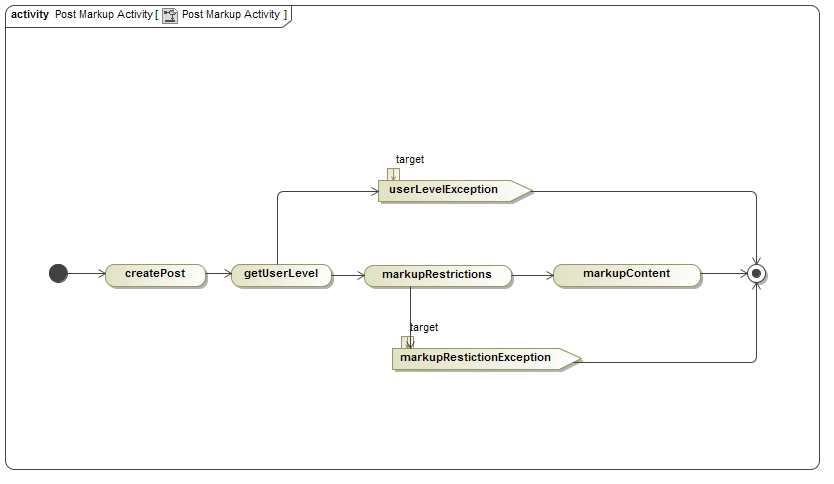 activity Post Markup Activity [ Post Markup Activity ]
target
userLevelException
createPost
getUserLevel
markupRestrictions
markupContent
target
markupRestictionException